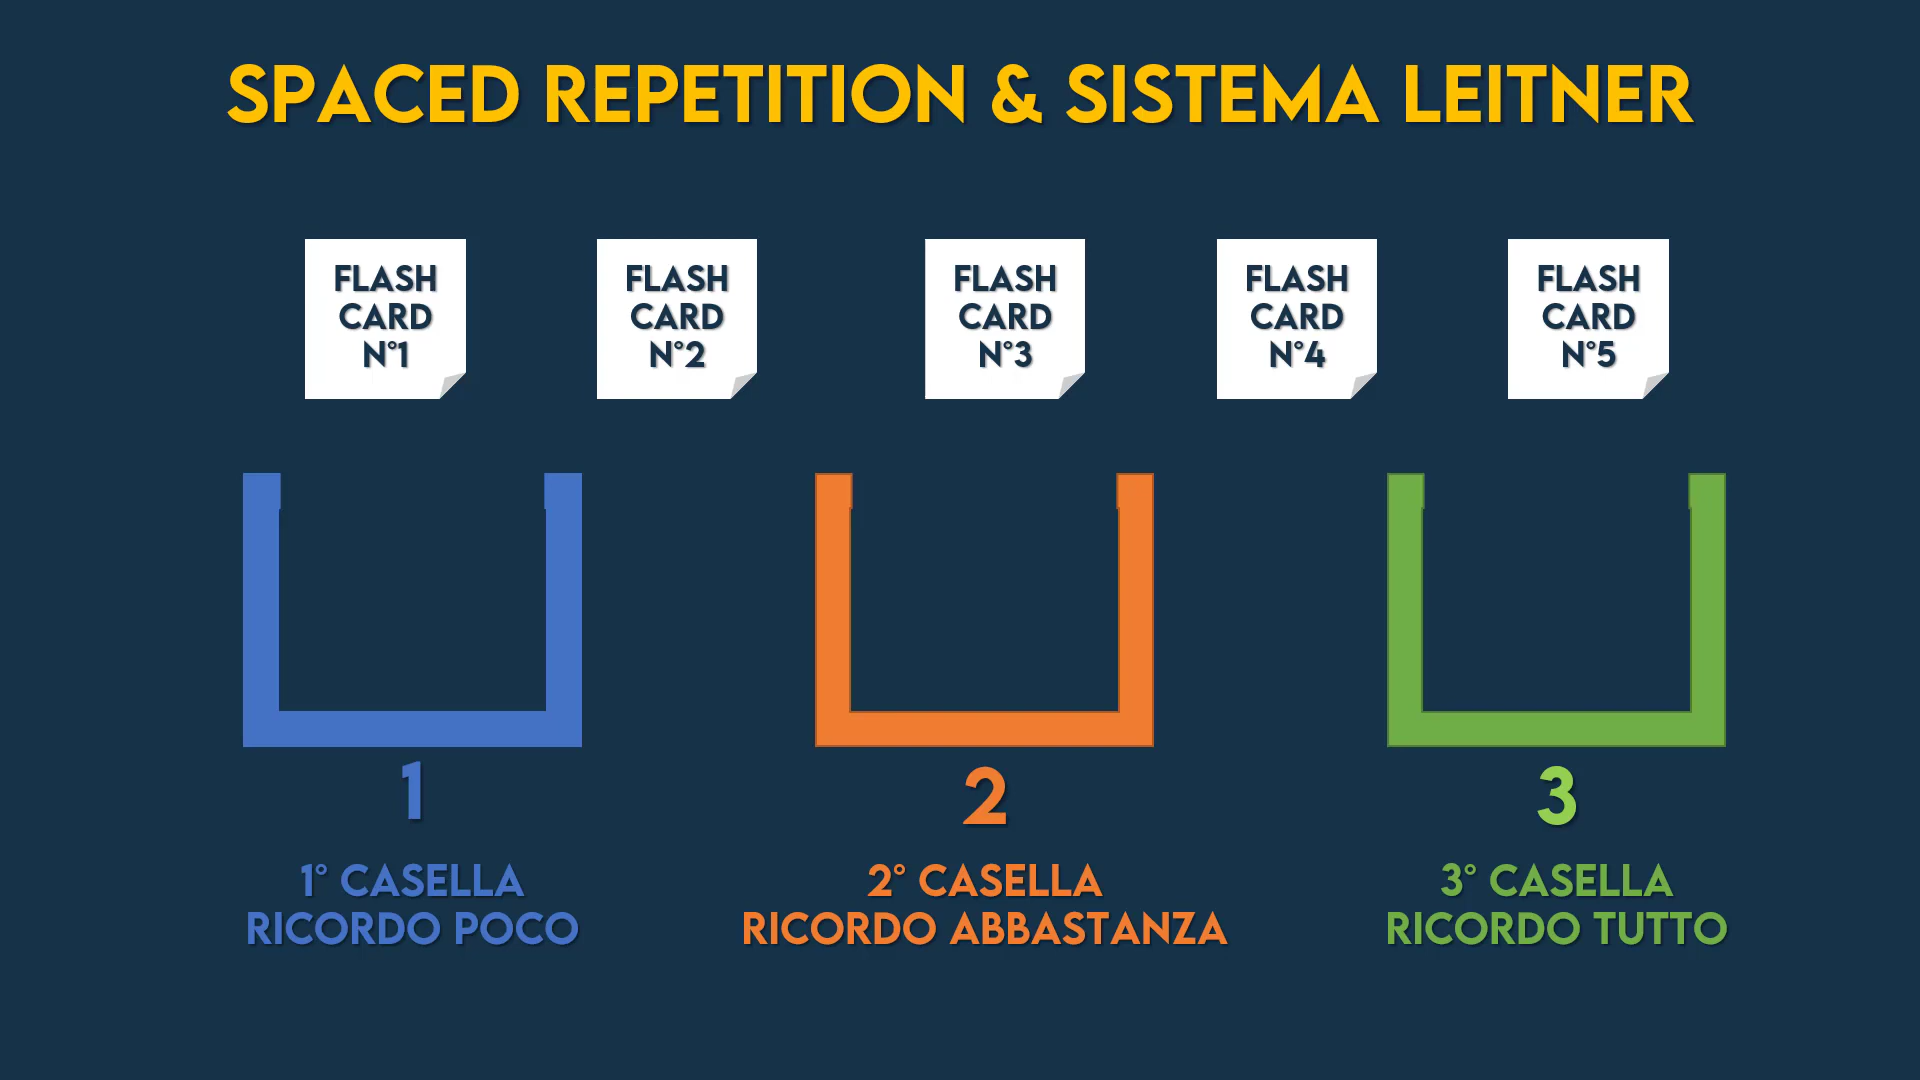 SPACED REPETITION & SISTEMA LEITNER
FLASH
CARD
N°1
FLASH
CARD
N°2
FLASH
CARD
N°3
FLASH
CARD
N°4
FLASH
CARD
N°5
1
1° CASELLA
RICORDO POCO
2
2° CASELLA
RICORDO ABBASTANZA
3
3° CASELLA
RICORDO TUTTO